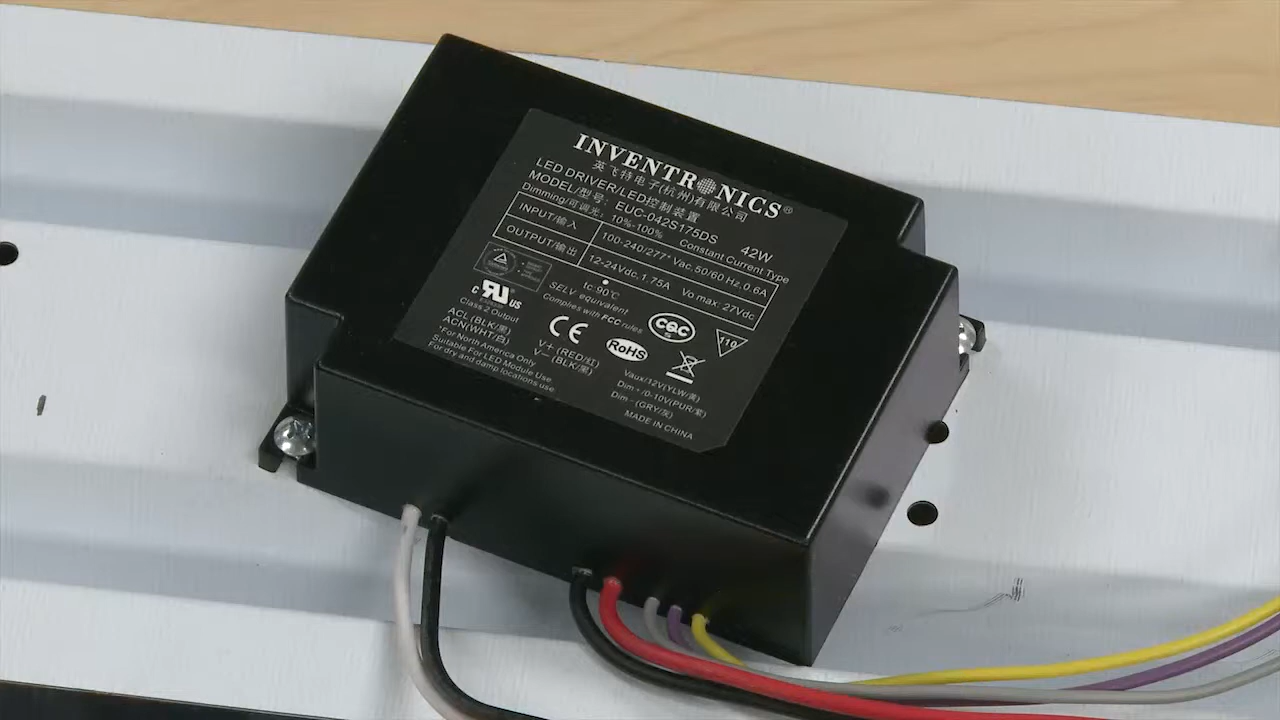 INVENTRONICS®
英飞特电子(杭州)有限公司
LED DRIVER/LED控制装置
MODEL/型号: EUC-042S175DS 42W
Dimming/可调光: 10%-100% Constant Current Type
INPUT/输入 100-240/277* Vac, 50/60 Hz, 0.6A
OUTPUT/输出 12-24Vdc, 1.75A Vo max: 27Vdc
tc:90℃
SELV equivalent
Complies with FCC rules
c RU US
Class 2 Output
CE
RoHS
CQC
110
ACL(BLK/黑)
ACN(WHT/白)
*For North America Only
Suitable For LED Module Use
For dry and damp locations use
V+(RED/红)
V−(BLK/黑)
Vaux/12V(YLW/黄)
Dim+/0-10V(PUR/紫)
Dim−(GRY/灰)
MADE IN CHINA